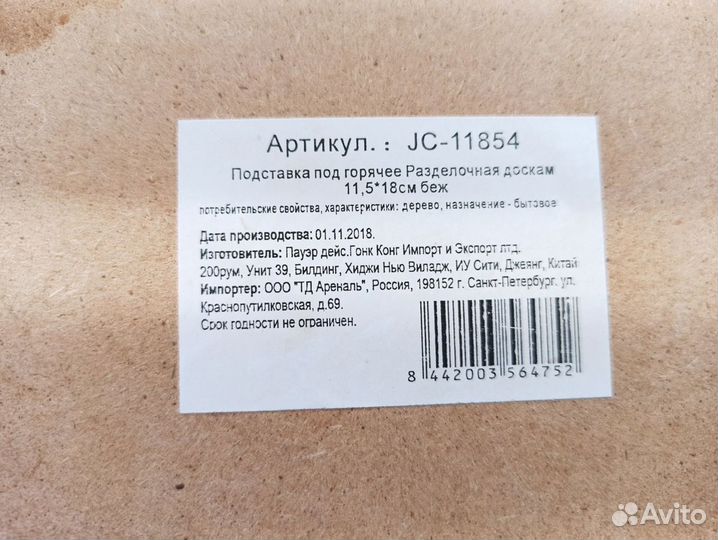 Артикул. : JC-11854
Подставка под горячее Разделочная доскам
11,5*18см беж
потребительские свойства, характеристики: дерево, назначение - бытовое
Дата производства: 01.11.2018.
Изготовитель: Пауэр дейс.Гонк Конг Импорт и Экспорт лтд.
200рум, Унит 39, Билдинг, Хиджи Нью Виладж, ИУ Сити, Джеянг, Китай
Импортер: ООО "ТД Ареналь", Россия, 198152 г. Санкт-Петербург. ул.
Краснопутилковская, д.69.
Срок годности не ограничен.
8 442003 564752
Avito